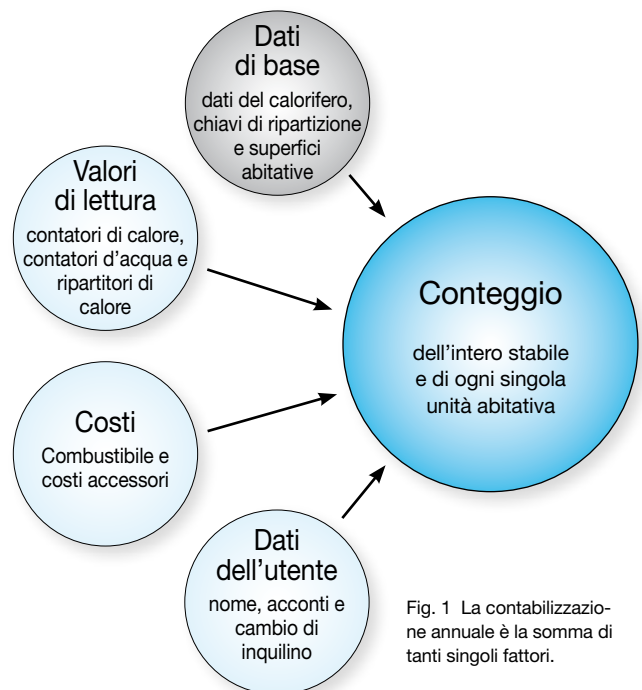 Dati
di base
dati del calorifero,
chiavi di ripartizione
e superfici
abitative
Valori
di lettura
contatori di calore,
contatori d'acqua e
ripartitori di
calore
Conteggio
dell'intero stabile
e di ogni singola
unità abitativa
Costi
Combustibile e
costi accessori
Dati
dell'utente
nome, acconti e
cambio di
inquilino
Fig. 1 La contabilizzazio-
ne annuale è la somma di
tanti singoli fattori.